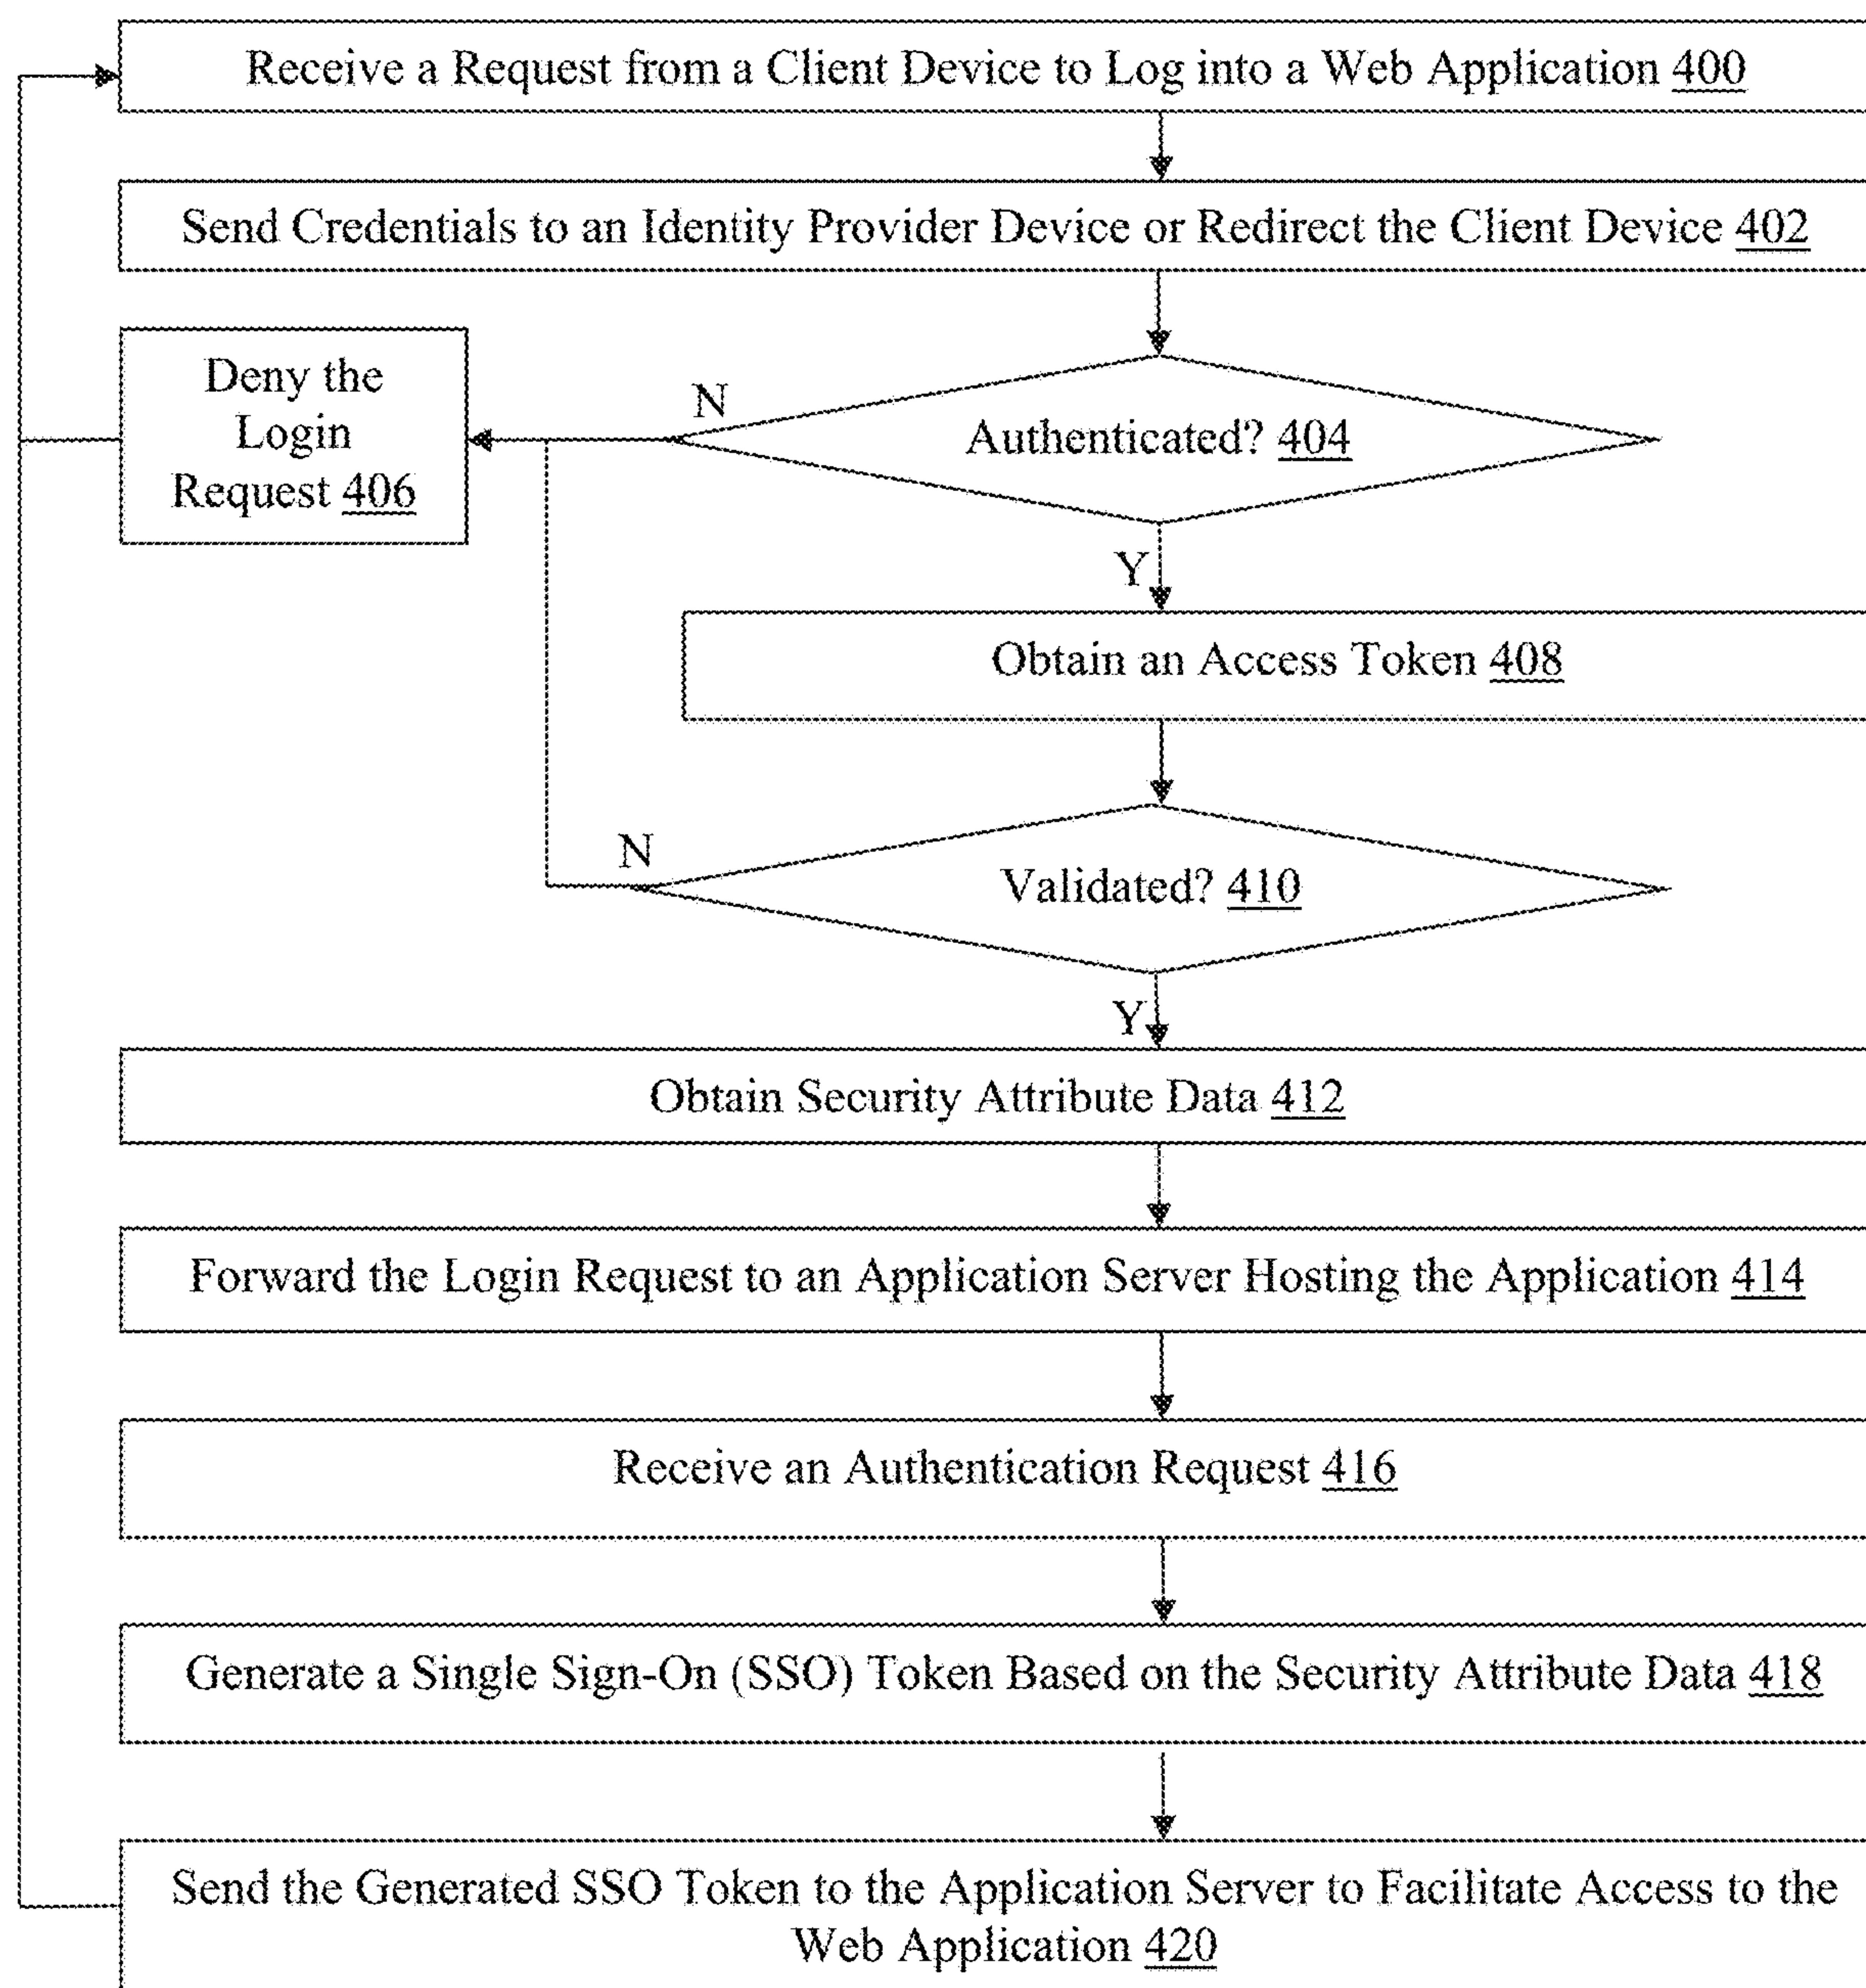 Receive a Request from a Client Device to Log into a Web Application 400
Send Credentials to an Identity Provider Device or Redirect the Client Device 402
Deny the
Login
Request 406
N
Authenticated? 404
Y
Obtain an Access Token 408
N
Validated? 410
Y
Obtain Security Attribute Data 412
Forward the Login Request to an Application Server Hosting the Application 414
Receive an Authentication Request 416
Generate a Single Sign-On (SSO) Token Based on the Security Attribute Data 418
Send the Generated SSO Token to the Application Server to Facilitate Access to the
Web Application 420